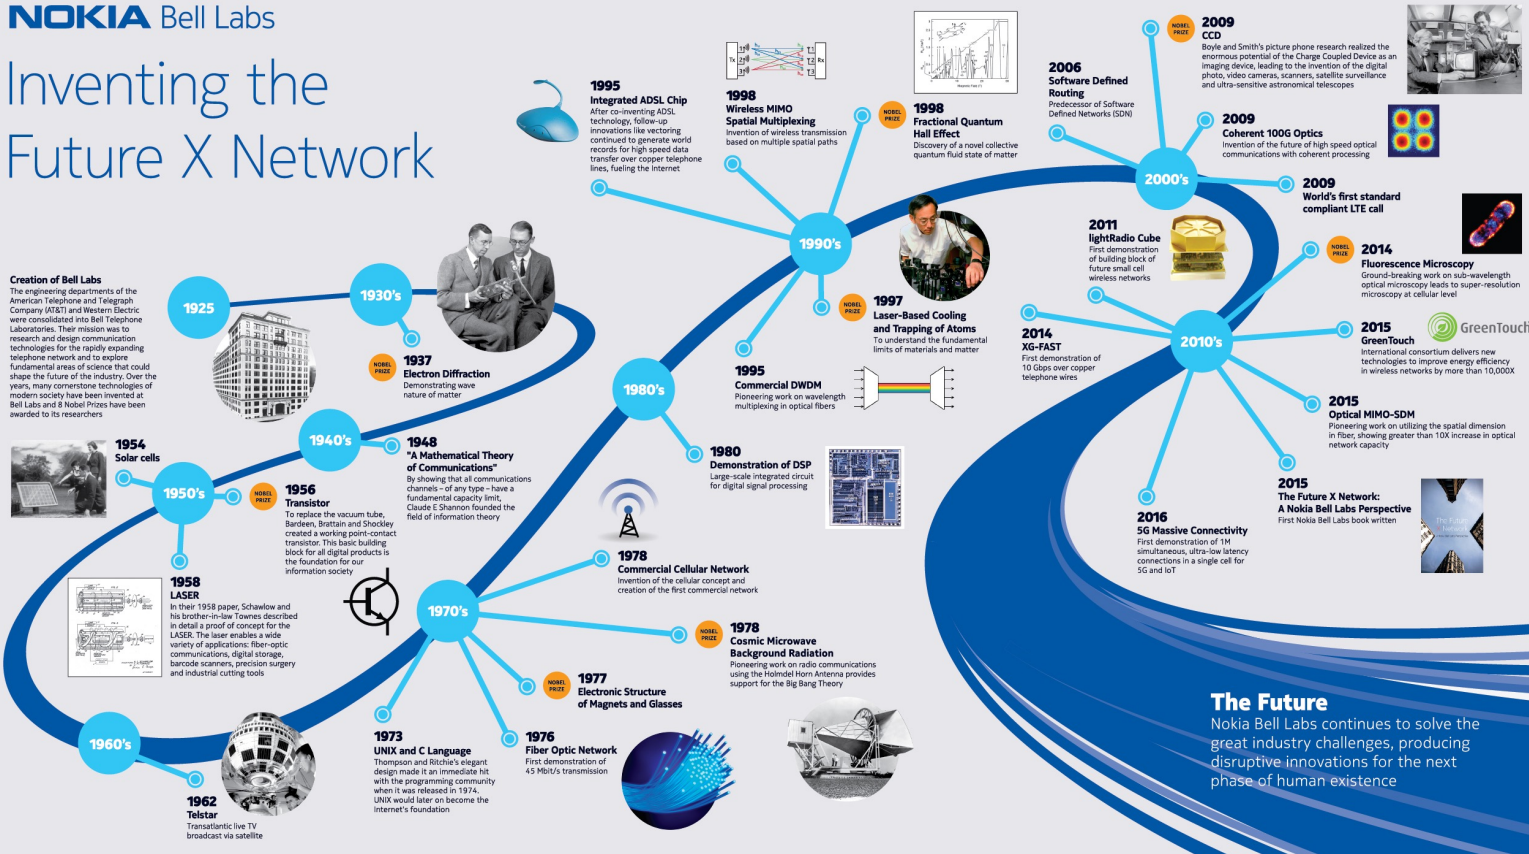 NOKIA Bell Labs
Inventing the
Future X Network
Creation of Bell Labs
The engineering departments of the
American Telephone and Telegraph
Company (AT&T) and Western Electric
were consolidated into Bell Telephone
Laboratories. Their mission was to
research and design communication
technologies for the rapidly expanding
telephone network and to explore
fundamental areas of science that could
shape the future of the industry. Over the
years, many cornerstone technologies of
modern society have been invented at
Bell Labs and 8 Nobel Prizes have been
awarded to its researchers
1925
1930's
NOBEL
PRIZE
1937
Electron Diffraction
Demonstrating wave
nature of matter
1940's
1948
"A Mathematical Theory
of Communications"
By showing that all communications
channels – of any type – have a
fundamental capacity limit,
Claude E Shannon founded the
field of information theory
1950's
1954
Solar cells
NOBEL
PRIZE
1956
Transistor
To replace the vacuum tube,
Bardeen, Brattain and Shockley
created a working point-contact
transistor. This basic building
block for all digital products is
the foundation for our
information society
1958
LASER
In their 1958 paper, Schawlow and
his brother-in-law Townes described
in detail a proof of concept for the
LASER. The laser enables a wide
variety of applications: fiber-optic
communications, digital storage,
barcode scanners, precision surgery
and industrial cutting tools
1960's
1962
Telstar
Transatlantic live TV
broadcast via satellite
1970's
1973
UNIX and C Language
Thompson and Ritchie's elegant
design made it an immediate hit
with the programming community
when it was released in 1974.
UNIX would later on become the
Internet's foundation
1976
Fiber Optic Network
First demonstration of
45 Mbit/s transmission
NOBEL
PRIZE
1977
Electronic Structure
of Magnets and Glasses
NOBEL
PRIZE
1978
Cosmic Microwave
Background Radiation
Pioneering work on radio communications
using the Holmdel Horn Antenna provides
support for the Big Bang Theory
1978
Commercial Cellular Network
Invention of the cellular concept and
creation of the first commercial network
1980's
1980
Demonstration of DSP
Large-scale integrated circuit
for digital signal processing
1990's
1995
Integrated ADSL Chip
After co-inventing ADSL
technology, follow-up
innovations like vectoring
continued to generate world
records for high speed data
transfer over copper telephone
lines, fueling the Internet
Tx
1
2
3
T.1
T.2
T.3
Rx
1998
Wireless MIMO
Spatial Multiplexing
Invention of wireless transmission
based on multiple spatial paths
NOBEL
PRIZE
1998
Fractional Quantum
Hall Effect
Discovery of a novel collective
quantum fluid state of matter
NOBEL
PRIZE
1997
Laser-Based Cooling
and Trapping of Atoms
To understand the fundamental
limits of materials and matter
1995
Commercial DWDM
Pioneering work on wavelength
multiplexing in optical fibers
2000's
2006
Software Defined
Routing
Predecessor of Software
Defined Networks (SDN)
NOBEL
PRIZE
2009
CCD
Boyle and Smith's picture phone research realized the
enormous potential of the Charge Coupled Device as an
imaging device, leading to the invention of the digital
photo, video cameras, scanners, satellite surveillance
and ultra-sensitive astronomical telescopes
2009
Coherent 100G Optics
Invention of the future of high speed optical
communications with coherent processing
2009
World's first standard
compliant LTE call
2010's
2011
lightRadio Cube
First demonstration
of building block of
future small cell
wireless networks
2014
XG-FAST
First demonstration of
10 Gbps over copper
telephone wires
NOBEL
PRIZE
2014
Fluorescence Microscopy
Ground-breaking work on sub-wavelength
optical microscopy leads to super-resolution
microscopy at cellular level
2015
GreenTouch
International consortium delivers new
technologies to improve energy efficiency
in wireless networks by more than 10,000X
GreenTouch
2015
Optical MIMO-SDM
Pioneering work on utilizing the spatial dimension
in fiber, showing greater than 10X increase in optical
network capacity
2015
The Future X Network:
A Nokia Bell Labs Perspective
First Nokia Bell Labs book written
2016
5G Massive Connectivity
First demonstration of 1M
simultaneous, ultra-low latency
connections in a single cell for
5G and IoT
The Future
Nokia Bell Labs continues to solve the
great industry challenges, producing
disruptive innovations for the next
phase of human existence